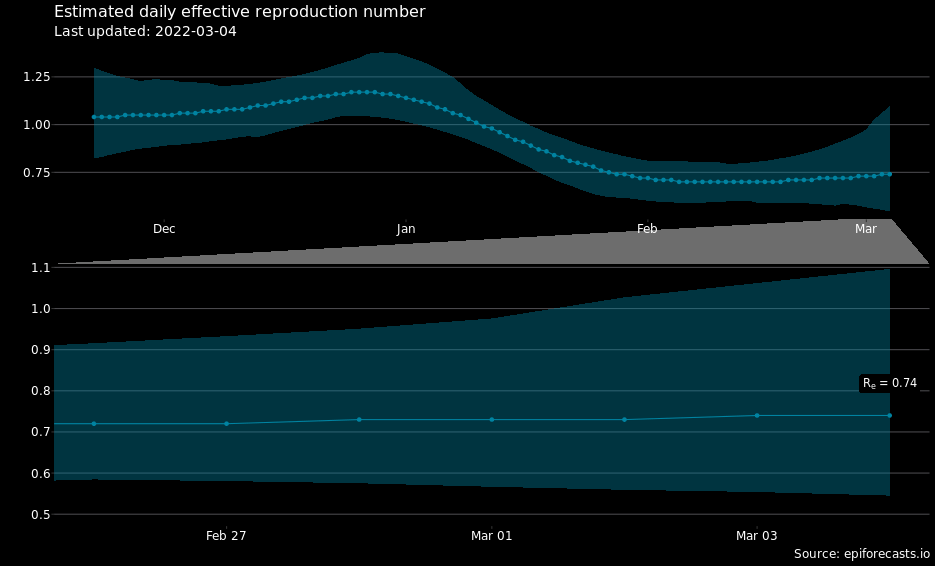 Estimated daily effective reproduction number
Last updated: 2022-03-04
1.25
1.00
0.75
Dec Jan Feb Mar
1.1
1.0
0.9
0.8
0.7
0.6
0.5
Re = 0.74
Feb 27 Mar 01 Mar 03
Source: epiforecasts.io